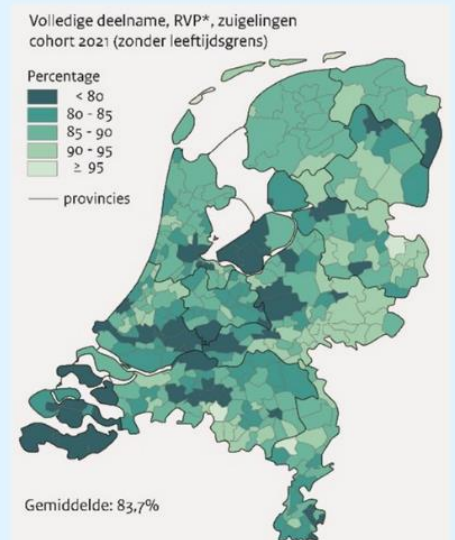 Volledige deelname, RVP*, zuigelingen
cohort 2021 (zonder leeftijdsgrens)
Percentage
< 80
80 - 85
85 - 90
90 - 95
≥ 95
provincies
Gemiddelde: 83,7%